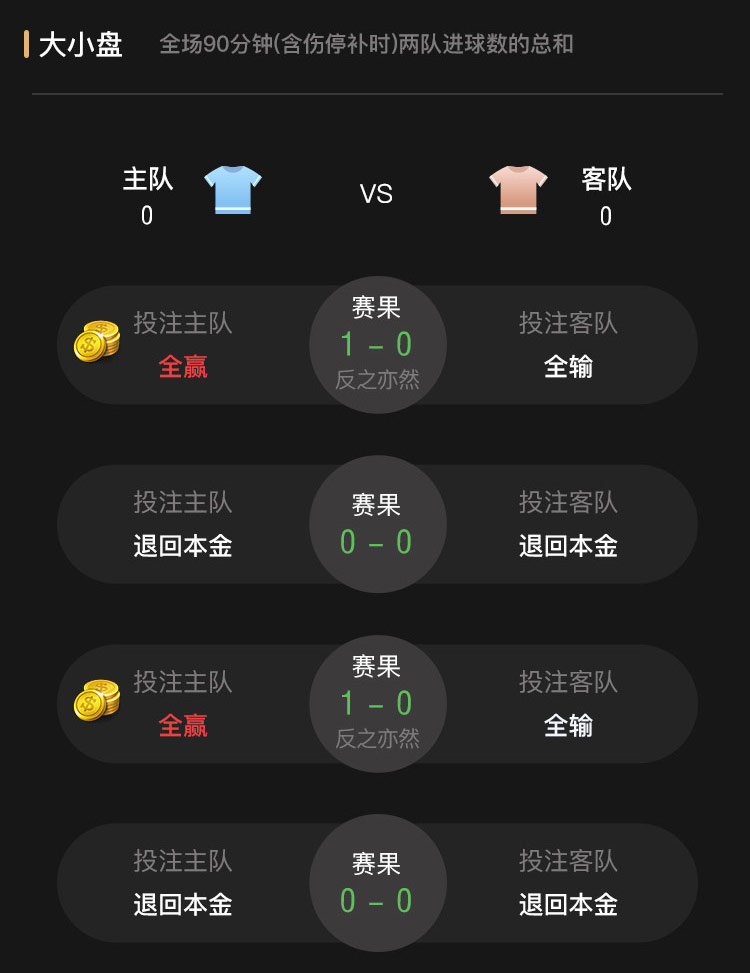 大小盘 全场90分钟(含伤停补时)两队进球数的总和
主队 VS 客队
0 0
投注主队 赛果 投注客队
全赢 1 - 0 全输
反之亦然
投注主队 赛果 投注客队
退回本金 0 - 0 退回本金
投注主队 赛果 投注客队
全赢 1 - 0 全输
反之亦然
投注主队 赛果 投注客队
退回本金 0 - 0 退回本金